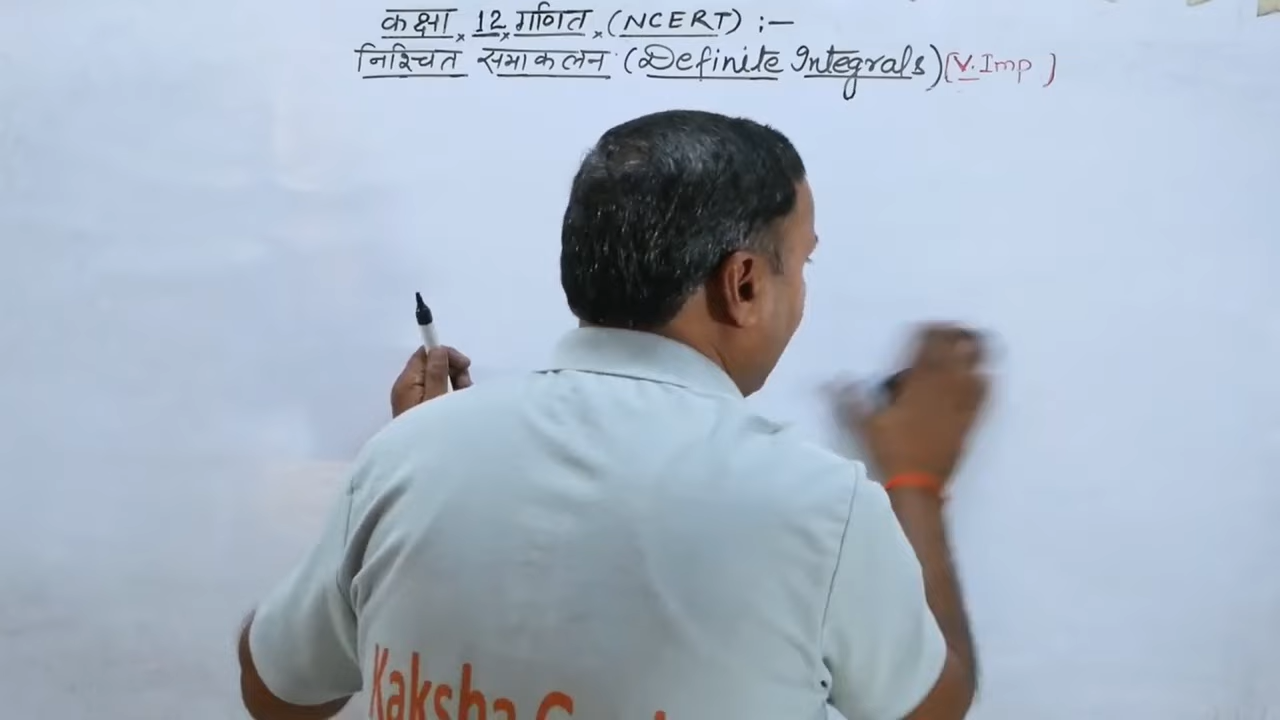 कक्षा × 12 × गणित × (NCERT) :-
निश्चित समाकलन (Definite Integrals) [V. Imp]
Kaksha